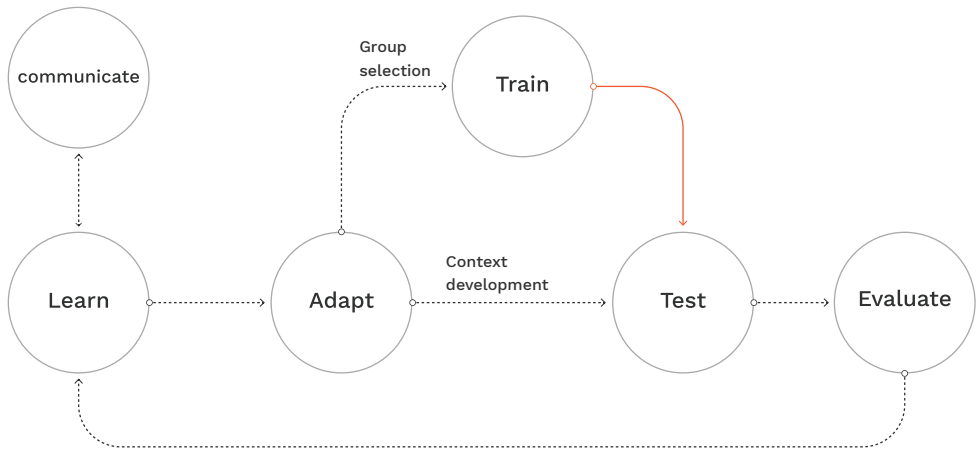 communicate
Group
selection
Train
Learn
Adapt
Context
development
Test
Evaluate